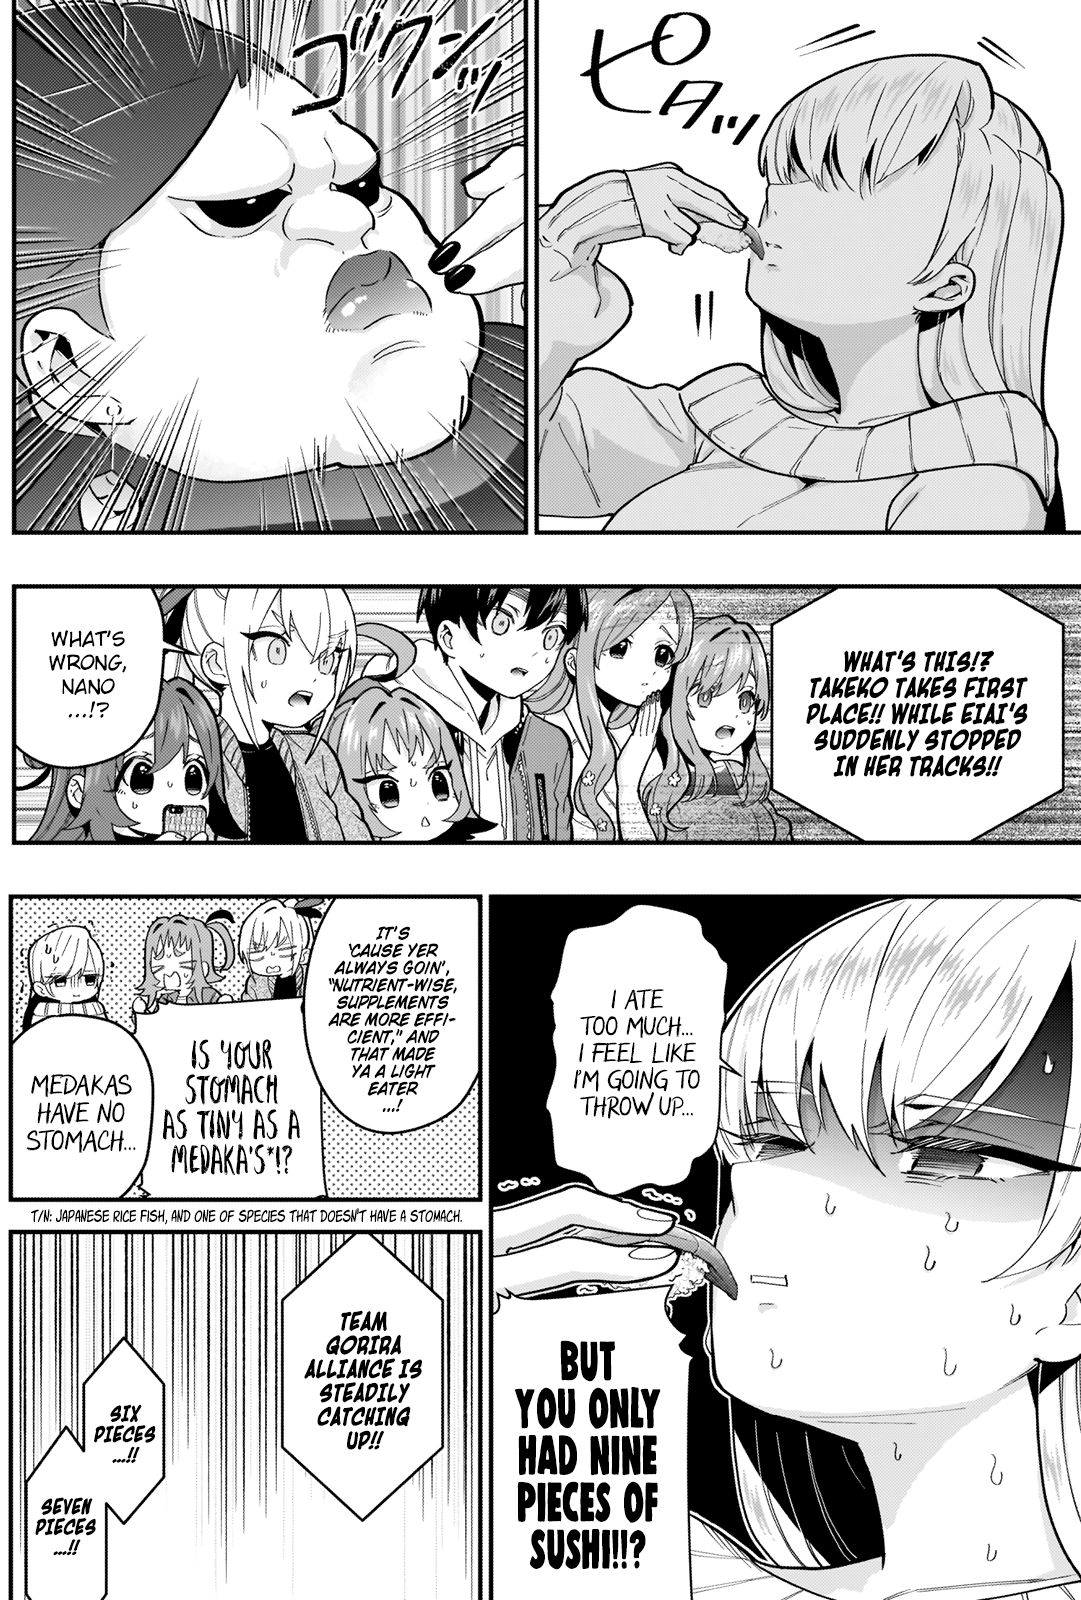 ピタッ
ゴクンッ
WHAT'S THIS!?
TAKEKO TAKES FIRST
PLACE!! WHILE EIAI'S
SUDDENLY STOPPED
IN HER TRACKS!!
WHAT'S
WRONG,
NANO
...!?
I ATE
TOO MUCH...
I FEEL LIKE
I'M GOING TO
THROW UP...
BUT
YOU ONLY
HAD NINE
PIECES OF
SUSHI!!!?
IT'S
'CAUSE YER
ALWAYS GOIN',
"NUTRIENT-WISE,
SUPPLEMENTS
ARE MORE EFFI-
CIENT," AND
THAT MADE
YA A LIGHT
EATER
...!
IS YOUR
STOMACH
AS TINY AS A
MEDAKA'S*!?
MEDAKAS
HAVE NO
STOMACH...
T/N: JAPANESE RICE FISH, AND ONE OF SPECIES THAT DOESN'T HAVE A STOMACH.
TEAM
GORIRA
ALLIANCE IS
STEADILY
CATCHING
UP!!
SIX
PIECES
...!!
SEVEN
PIECES
...!!